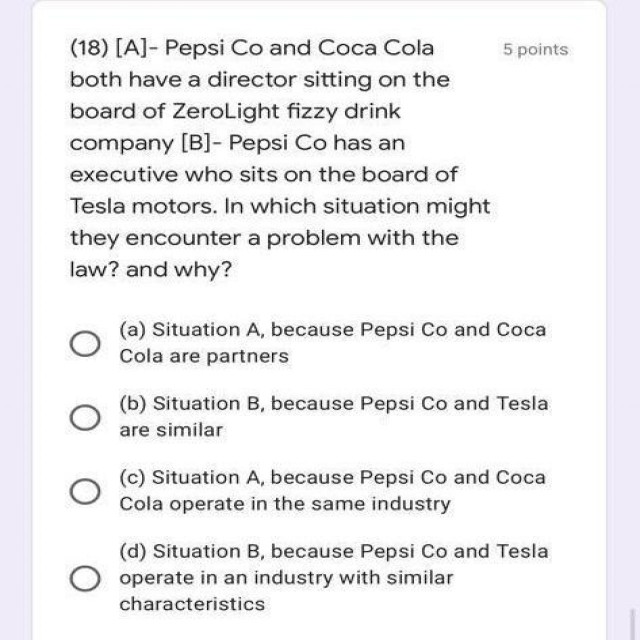 (18) [A]- Pepsi Co and Coca Cola
5 points
both have a director sitting on the
board of ZeroLight fizzy drink
company [B]- Pepsi Co has an
executive who sits on the board of
Tesla motors. In which situation might
they encounter a problem with the
law? and why?
(a) Situation A, because Pepsi Co and Coca
Cola are partners
(b) Situation B, because Pepsi Co and Tesla
are similar
(c) Situation A, because Pepsi Co and Coca
Cola operate in the same industry
(d) Situation B, because Pepsi Co and Tesla
operate in an industry with similar
characteristics